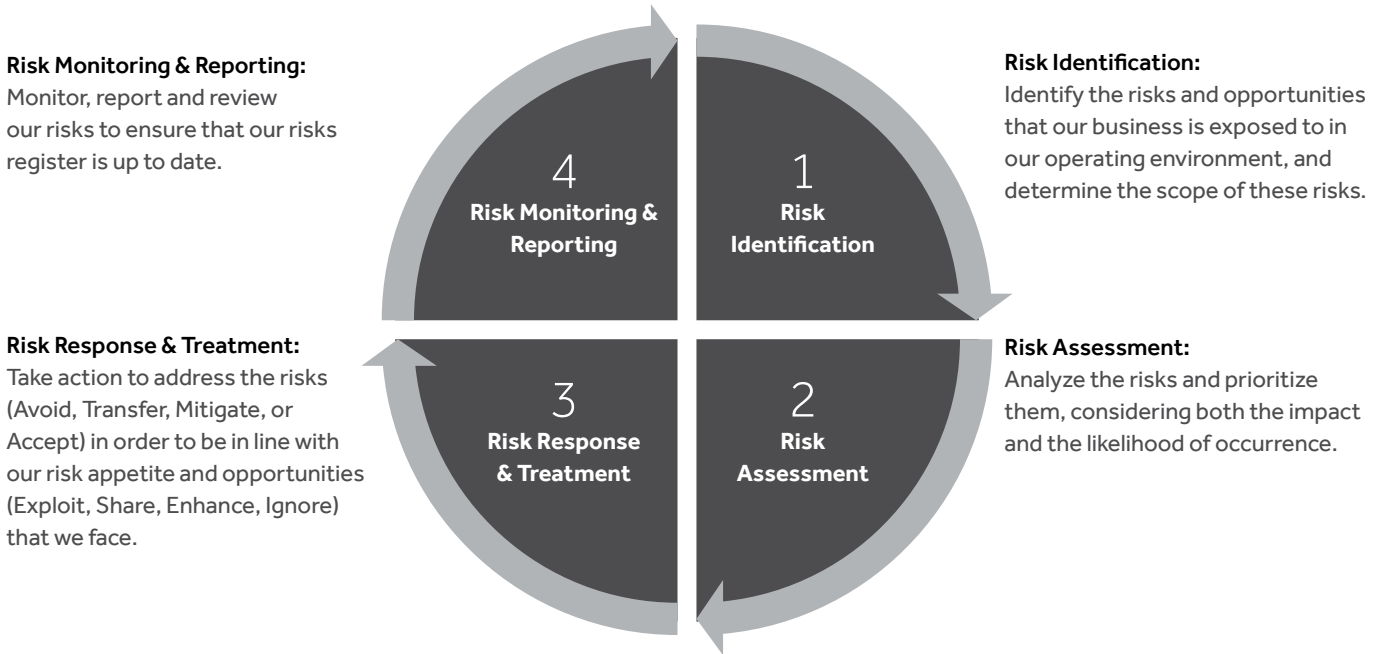 Risk Monitoring & Reporting:
Monitor, report and review
our risks to ensure that our risks
register is up to date.
4
Risk Monitoring &
Reporting
1
Risk
Identification
Risk Identification:
Identify the risks and opportunities
that our business is exposed to in
our operating environment, and
determine the scope of these risks.
Risk Response & Treatment:
Take action to address the risks
(Avoid, Transfer, Mitigate, or
Accept) in order to be in line with
our risk appetite and opportunities
(Exploit, Share, Enhance, Ignore)
that we face.
3
Risk Response
& Treatment
2
Risk
Assessment
Risk Assessment:
Analyze the risks and prioritize
them, considering both the impact
and the likelihood of occurrence.